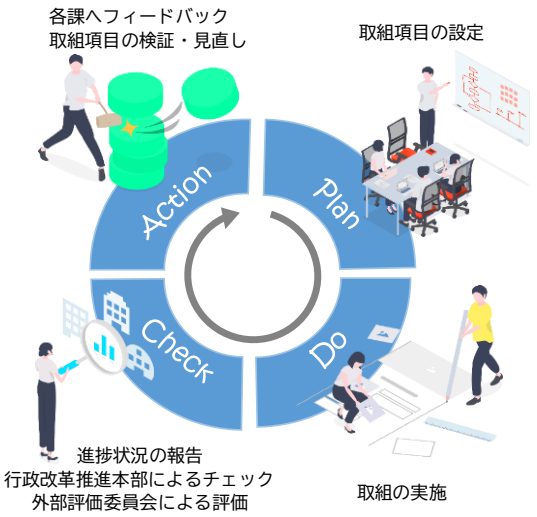 各課へフィードバック
取組項目の検証・見直し
取組項目の設定
Action
Plan
Check
Do
進捗状況の報告
行政改革推進本部によるチェック
外部評価委員会による評価
取組の実施